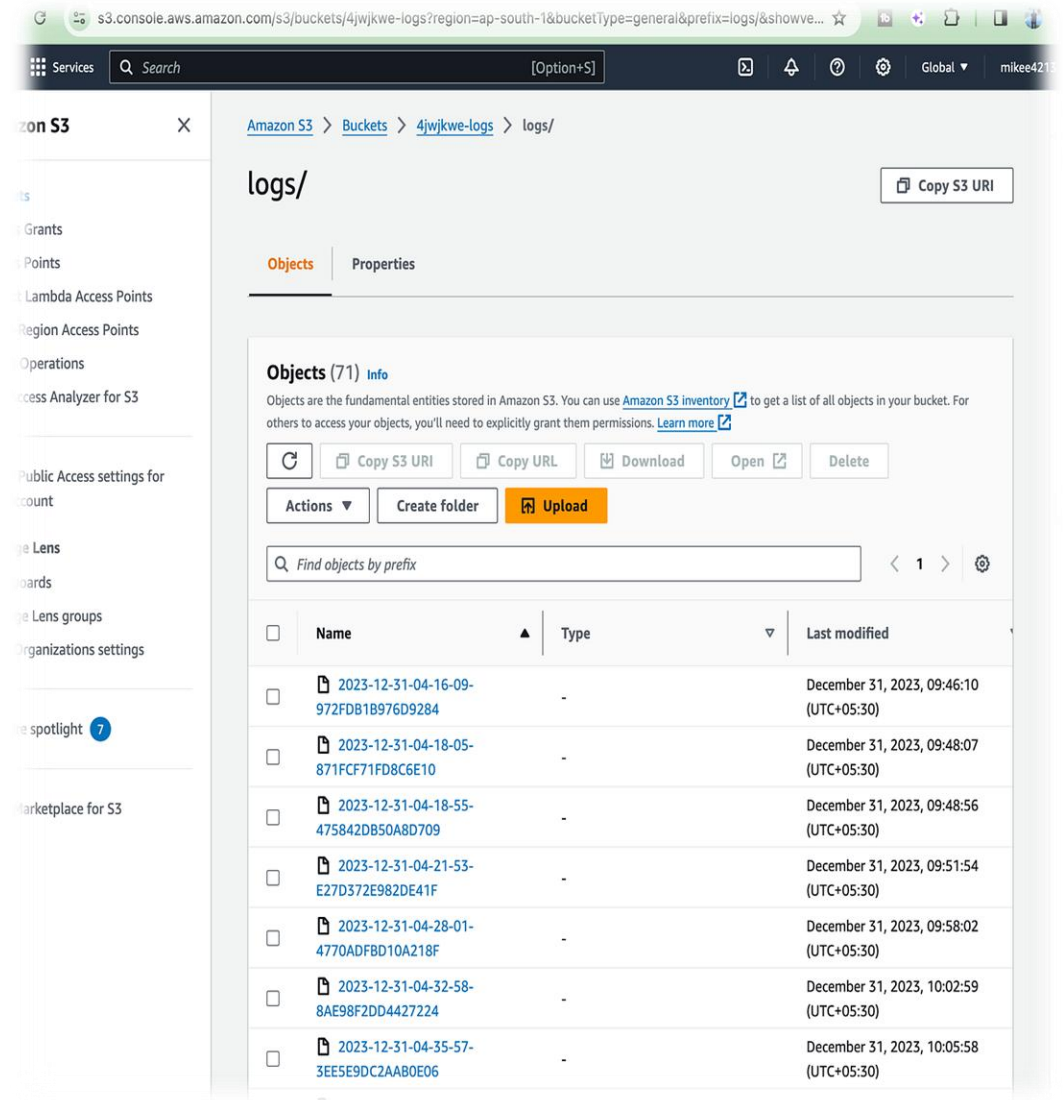 s3.console.aws.amazon.com/s3/buckets/4jwjkwe-logs?region=ap-south-1&bucketType=general&prefix=logs/&showve...
Services
Search
[Option+S]
Global
mikee4213
zon S3
Amazon S3 > Buckets > 4jwjkwe-logs > logs/
logs/
Copy S3 URI
Grants
Points
Lambda Access Points
Region Access Points
Operations
ccess Analyzer for S3
Public Access settings for
ccount
Lens
Lens groups
Organizations settings
spotlight 7
arketplace for S3
Objects
Properties
Objects (71) Info
Objects are the fundamental entities stored in Amazon S3. You can use Amazon S3 inventory to get a list of all objects in your bucket. For
others to access your objects, you'll need to explicitly grant them permissions. Learn more
Copy S3 URI
Copy URL
Download
Open
Delete
Actions
Create folder
Upload
Find objects by prefix
< 1 >
Name
Type
Last modified
2023-12-31-04-16-09-
972FDB1B976D9284
-
December 31, 2023, 09:46:10
(UTC+05:30)
2023-12-31-04-18-05-
871FCF71FD8C6E10
-
December 31, 2023, 09:48:07
(UTC+05:30)
2023-12-31-04-18-55-
475842DB50A8D709
-
December 31, 2023, 09:48:56
(UTC+05:30)
2023-12-31-04-21-53-
E27D372E982DE41F
-
December 31, 2023, 09:51:54
(UTC+05:30)
2023-12-31-04-28-01-
4770ADFBD10A218F
-
December 31, 2023, 09:58:02
(UTC+05:30)
2023-12-31-04-32-58-
8AE98F2DD4427224
-
December 31, 2023, 10:02:59
(UTC+05:30)
2023-12-31-04-35-57-
3EE5E9DC2AAB0E06
-
December 31, 2023, 10:05:58
(UTC+05:30)